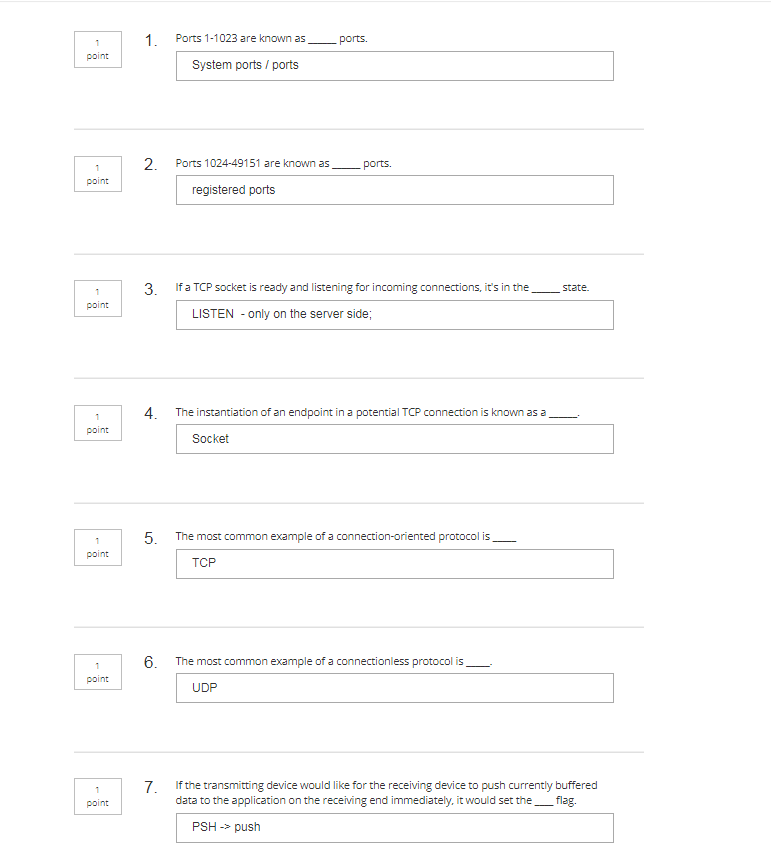 1
point
1.
Ports 1-1023 are known as _____ ports.
System ports / ports
1
point
2.
Ports 1024-49151 are known as _____ ports.
registered ports
1
point
3.
If a TCP socket is ready and listening for incoming connections, it's in the _____ state.
LISTEN - only on the server side;
1
point
4.
The instantiation of an endpoint in a potential TCP connection is known as a _____.
Socket
1
point
5.
The most common example of a connection-oriented protocol is ____
TCP
1
point
6.
The most common example of a connectionless protocol is ____.
UDP
1
point
7.
If the transmitting device would like for the receiving device to push currently buffered
data to the application on the receiving end immediately, it would set the ___ flag.
PSH -> push